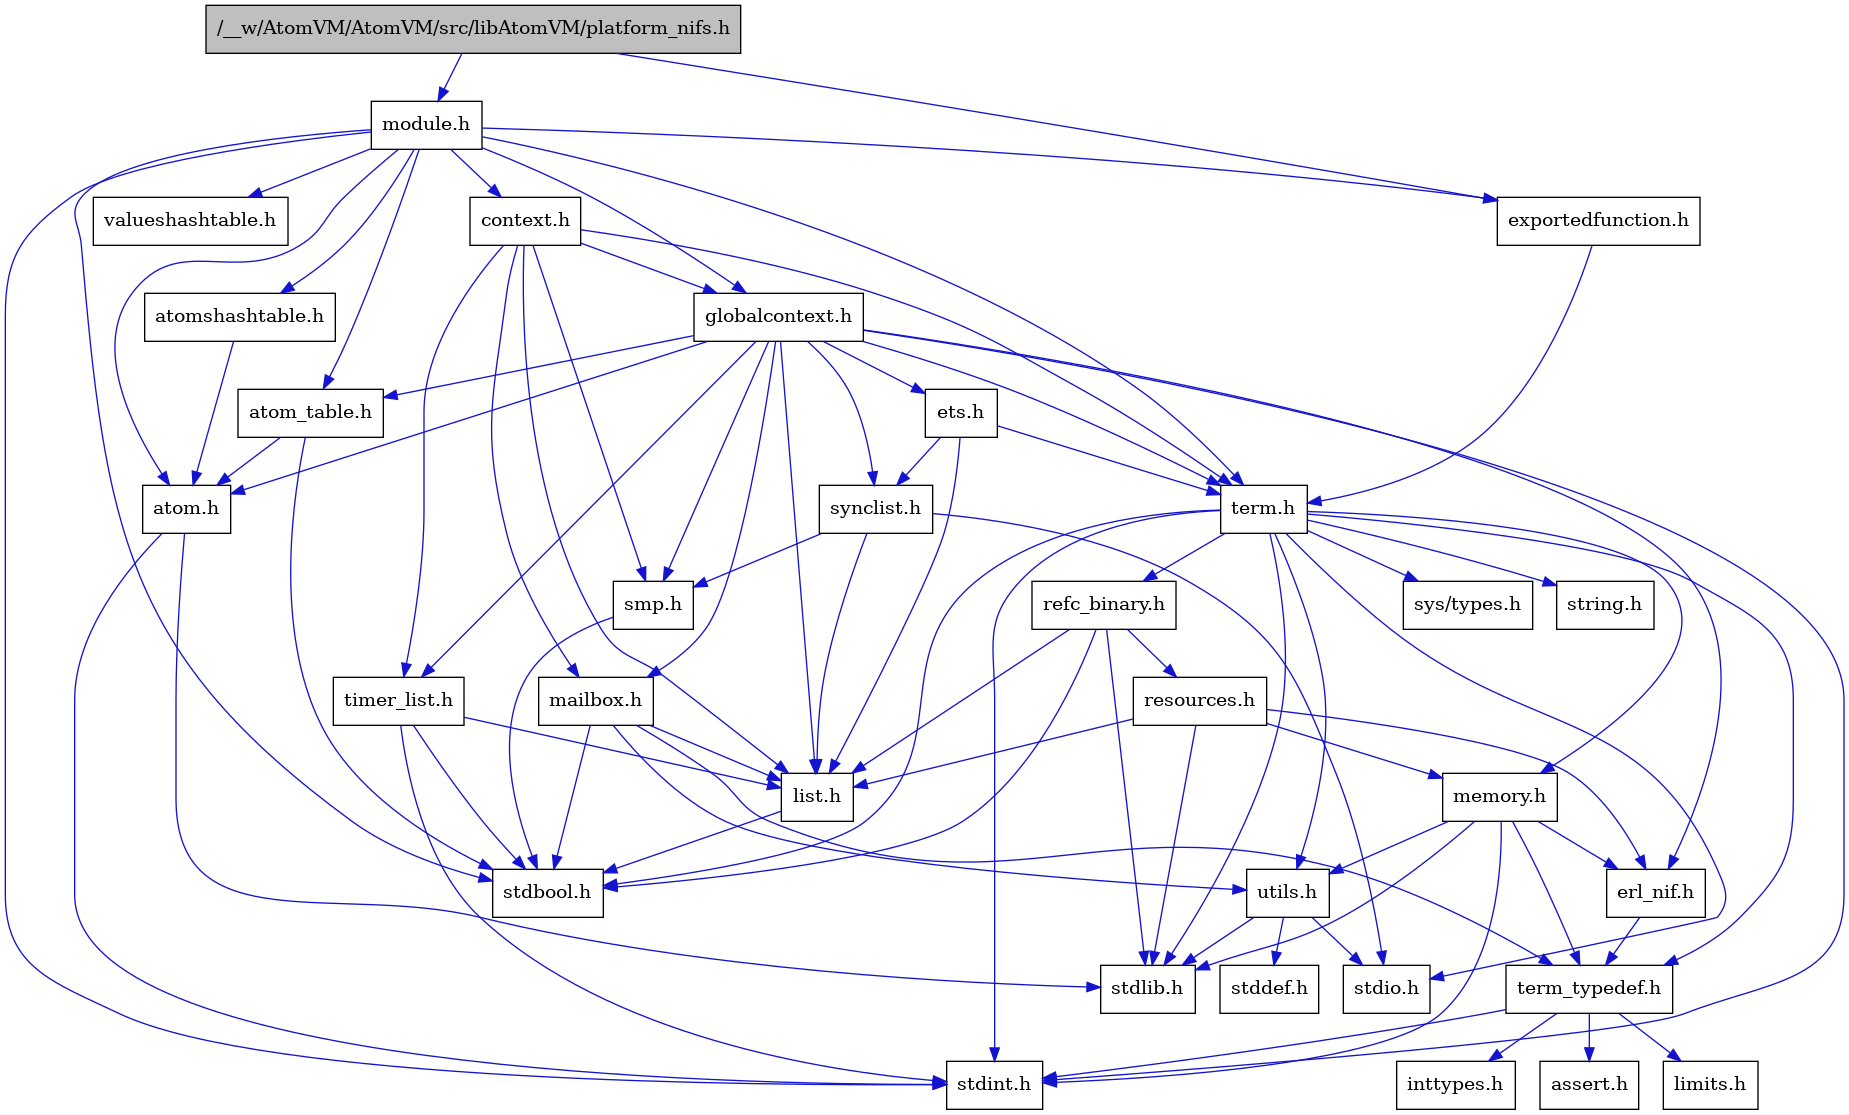 /__w/AtomVM/AtomVM/src/libAtomVM/platform_nifs.h
module.h
valueshashtable.h
context.h
exportedfunction.h
atomshashtable.h
globalcontext.h
atom_table.h
ets.h
atom.h
synclist.h
term.h
smp.h
refc_binary.h
sys/types.h
string.h
timer_list.h
mailbox.h
resources.h
list.h
memory.h
stdbool.h
utils.h
erl_nif.h
stdlib.h
stddef.h
stdio.h
term_typedef.h
stdint.h
inttypes.h
assert.h
limits.h